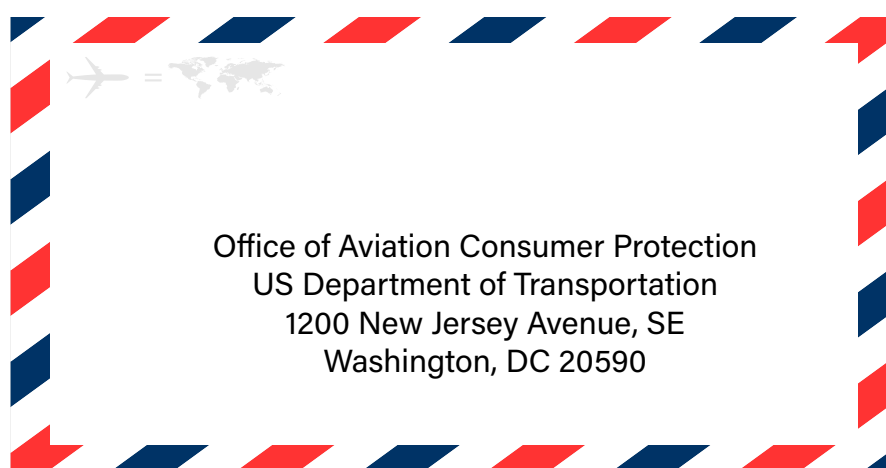 Office of Aviation Consumer Protection
US Department of Transportation
1200 New Jersey Avenue, SE
Washington, DC 20590